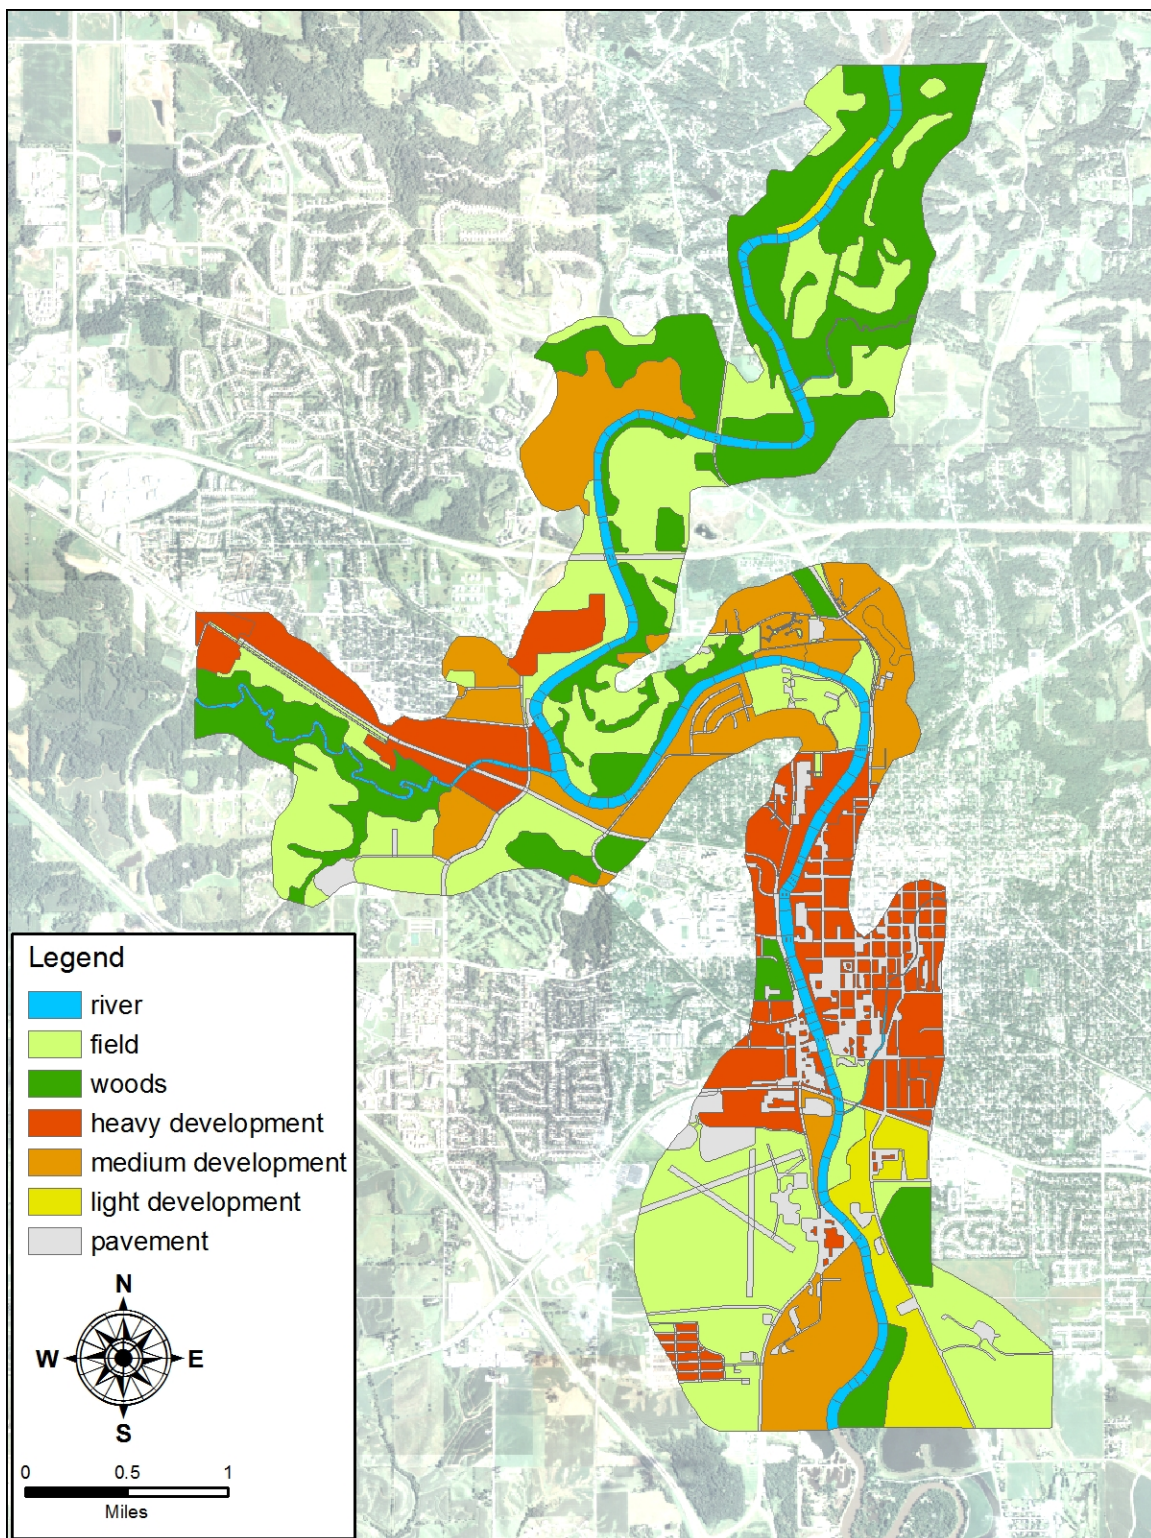 Legend
river
field
woods
heavy development
medium development
light development
pavement
N
W E
S
0 0.5 1
Miles